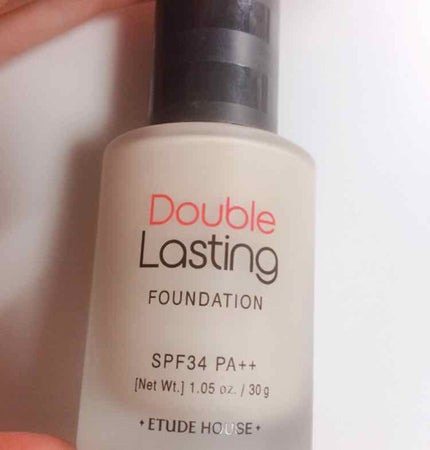 Double
Lasting
FOUNDATION
SPF34 PA++
[Net Wt.] 1.05 oz. / 30 g
• ETUDE HOUSE •